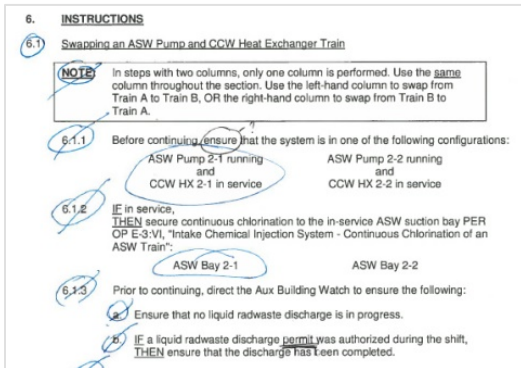 6. INSTRUCTIONS
6.1 Swapping an ASW Pump and CCW Heat Exchanger Train
NOTE: In steps with two columns, only one column is performed. Use the same
column throughout the section. Use the left-hand column to swap from
Train A to Train B, OR the right-hand column to swap from Train B to
Train A.
?
6.1.1 Before continuing, ensure that the system is in one of the following configurations:
ASW Pump 2-1 running ASW Pump 2-2 running
and and
CCW HX 2-1 in service CCW HX 2-2 in service
6.1.2 IF in service,
THEN secure continuous chlorination to the in-service ASW suction bay PER
OP E-3:VI, "Intake Chemical Injection System - Continuous Chlorination of an
ASW Train":
ASW Bay 2-1 ASW Bay 2-2
6.1.3 Prior to continuing, direct the Aux Building Watch to ensure the following:
a. Ensure that no liquid radwaste discharge is in progress.
b. IF a liquid radwaste discharge permit was authorized during the shift,
THEN ensure that the discharge has been completed.